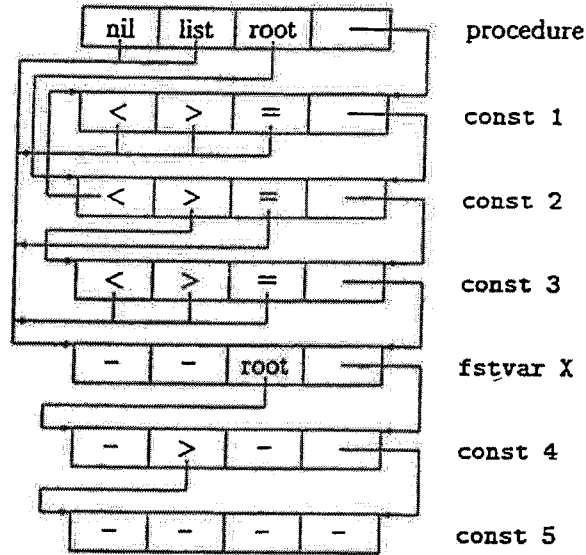 nil list root procedure
< > = const 1
< > = const 2
< > = const 3
- - root fstvar X
- > - const 4
- - - - const 5